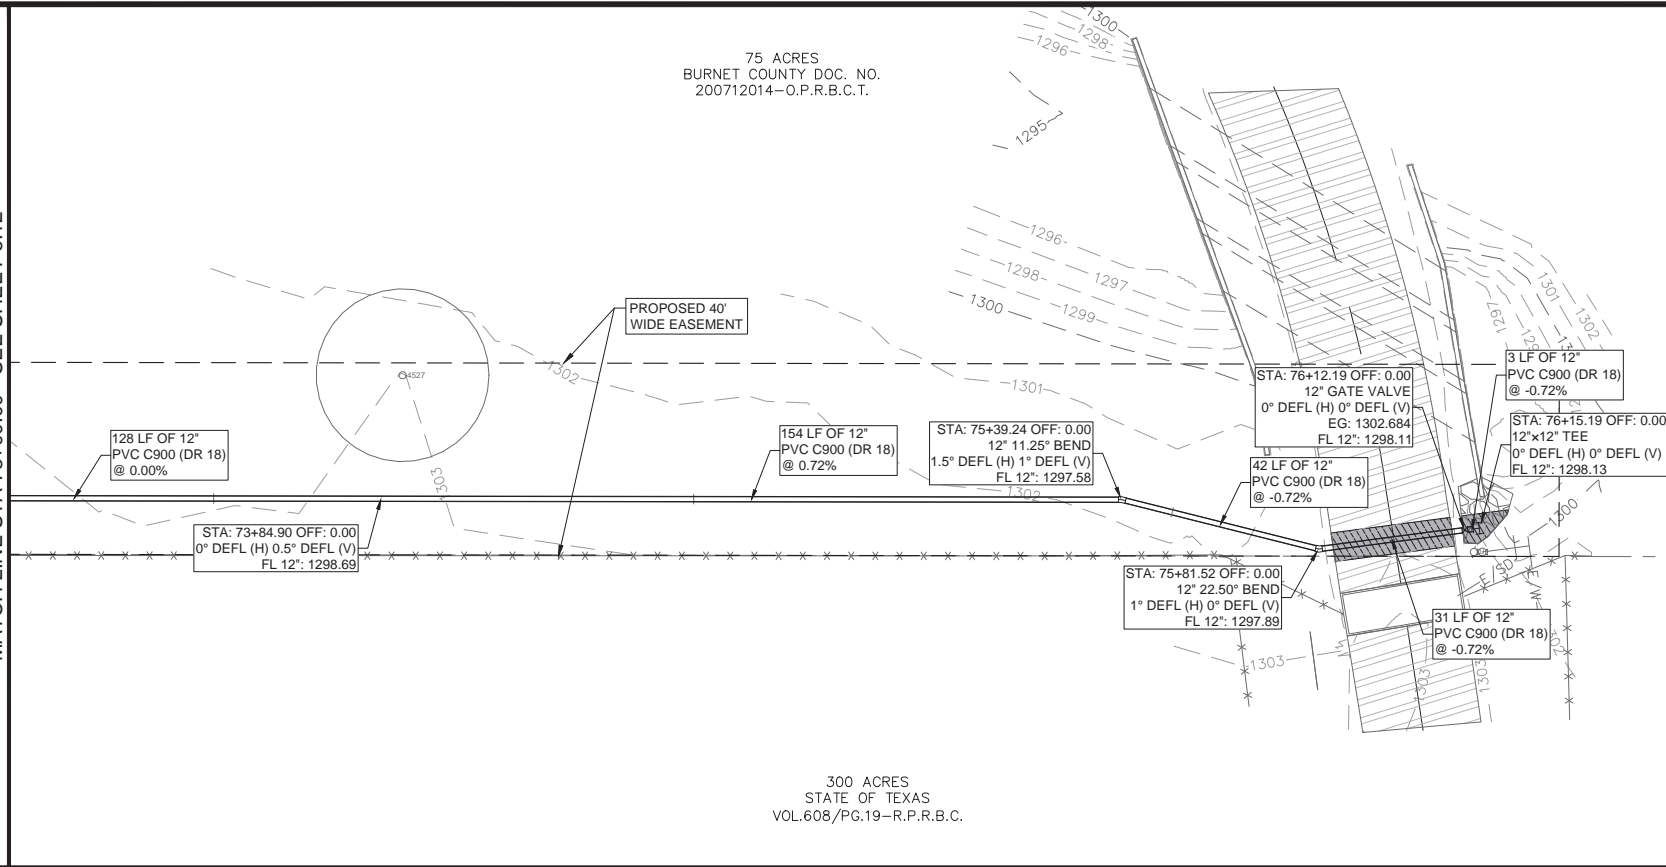 75 ACRES
BURNET COUNTY DOC. NO.
200712014-O.P.R.B.C.T.
1300
1298
1296
1295
1296
1298
1297
1300
1299
1301
1302
1297
PROPOSED 40'
WIDE EASEMENT
4527
1302
1301
3 LF OF 12"
PVC C900 (DR 18)
@ -0.72%
STA: 76+12.19 OFF: 0.00
12" GATE VALVE
0° DEFL (H) 0° DEFL (V)
EG: 1302.684
FL 12": 1298.11
STA: 76+15.19 OFF: 0.00
12"x12" TEE
0° DEFL (H) 0° DEFL (V)
FL 12": 1298.13
128 LF OF 12"
PVC C900 (DR 18)
@ 0.00%
154 LF OF 12"
PVC C900 (DR 18)
@ 0.72%
STA: 75+39.24 OFF: 0.00
12" 11.25° BEND
1.5° DEFL (H) 1° DEFL (V)
FL 12": 1297.58
42 LF OF 12"
PVC C900 (DR 18)
@ -0.72%
1303
1302
1300
STA: 73+84.90 OFF: 0.00
0° DEFL (H) 0.5° DEFL (V)
FL 12": 1298.69
STA: 75+81.52 OFF: 0.00
12" 22.50° BEND
1° DEFL (H) 0° DEFL (V)
FL 12": 1297.89
31 LF OF 12"
PVC C900 (DR 18)
@ -0.72%
1303
1303
1303
1302
300 ACRES
STATE OF TEXAS
VOL.608/PG.19-R.P.R.B.C.